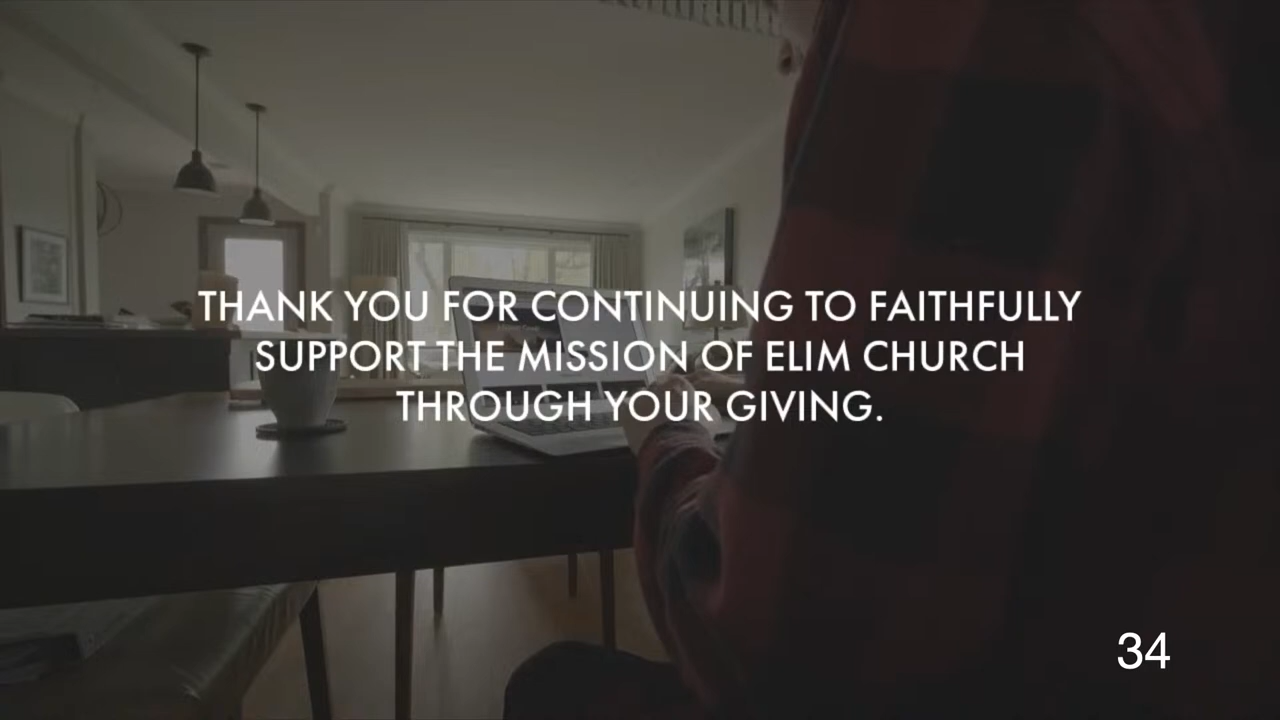 THANK YOU FOR CONTINUING TO FAITHFULLY
SUPPORT THE MISSION OF ELIM CHURCH
THROUGH YOUR GIVING.
34